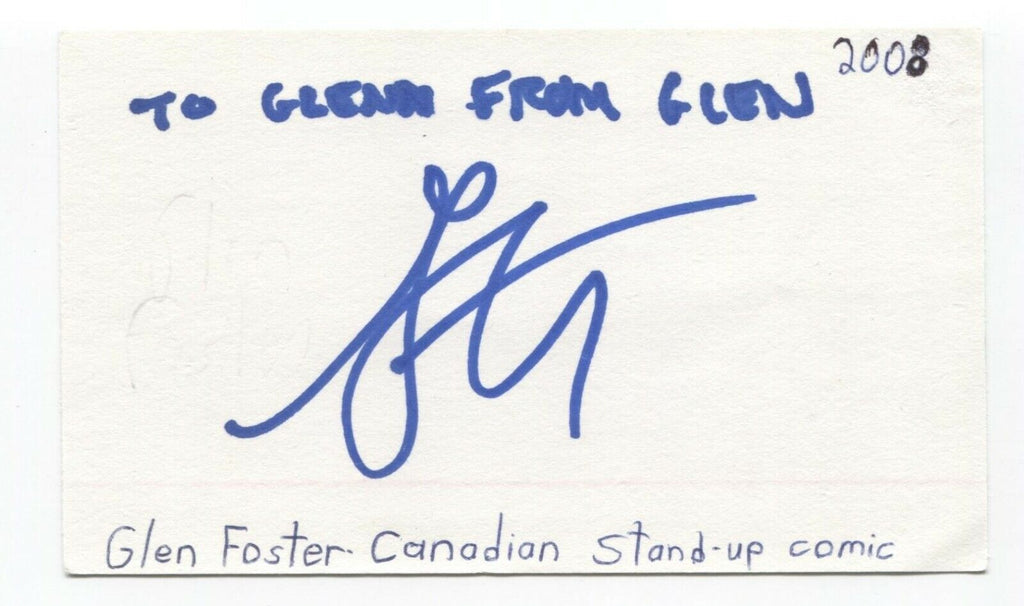 2008
TO GLENN FROM GLEN
Glen Foster- Canadian Stand-up comic